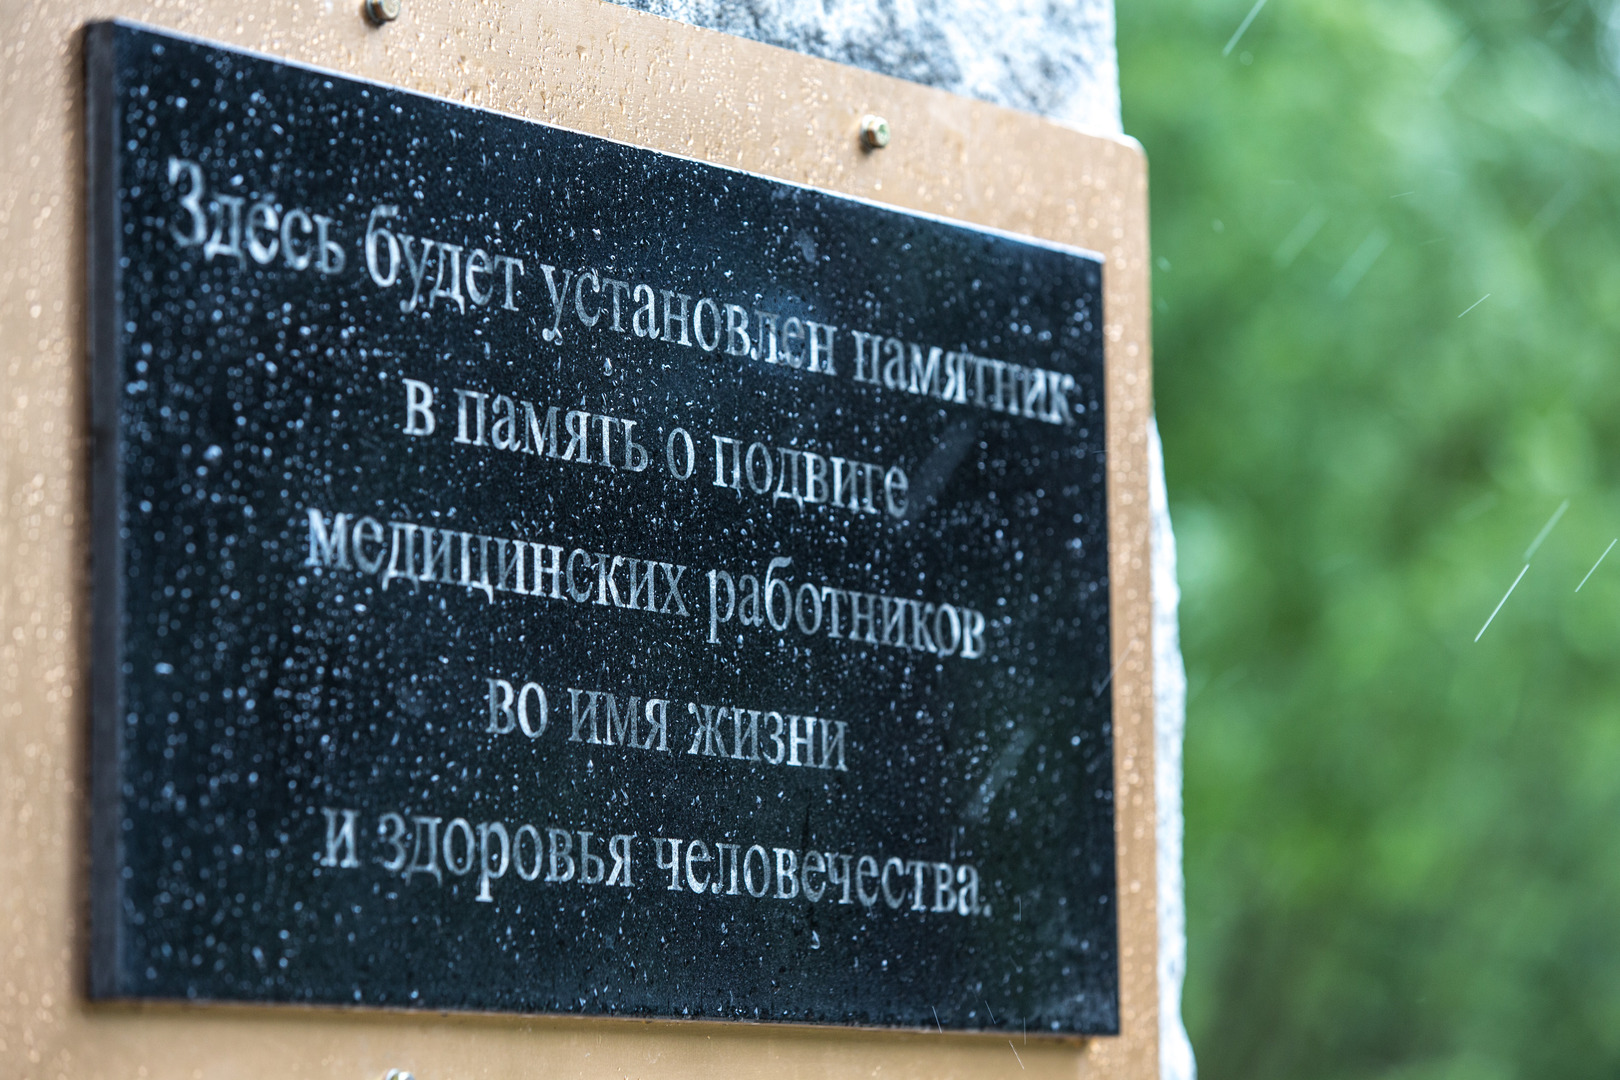 Здесь будет установлен памятник
в память о подвиге
медицинских работников
во имя жизни
и здоровья человечества.